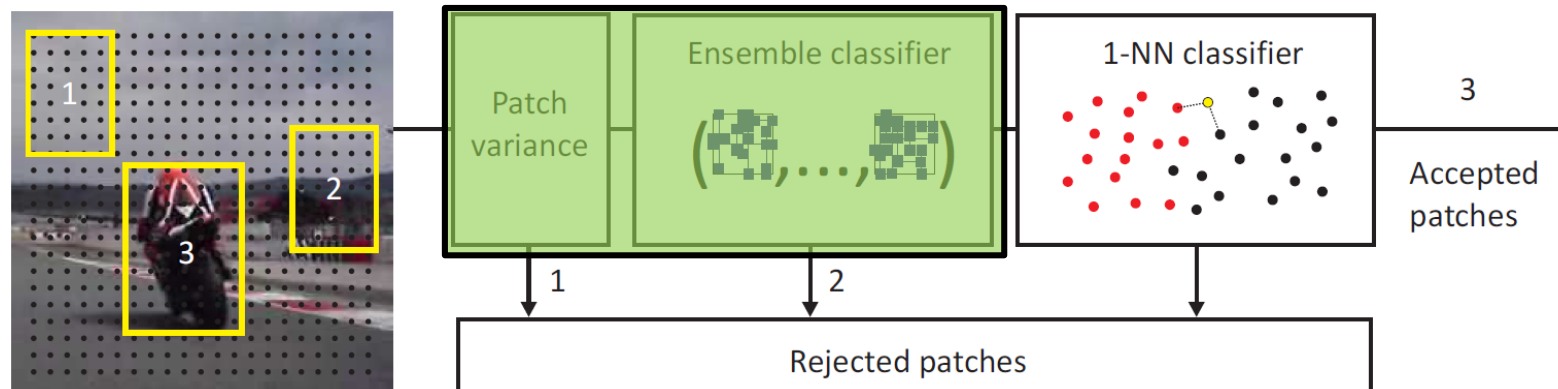 1
2
3
Patch
variance
Ensemble classifier
( ,..., )
1-NN classifier
3
Accepted
patches
1
2
Rejected patches